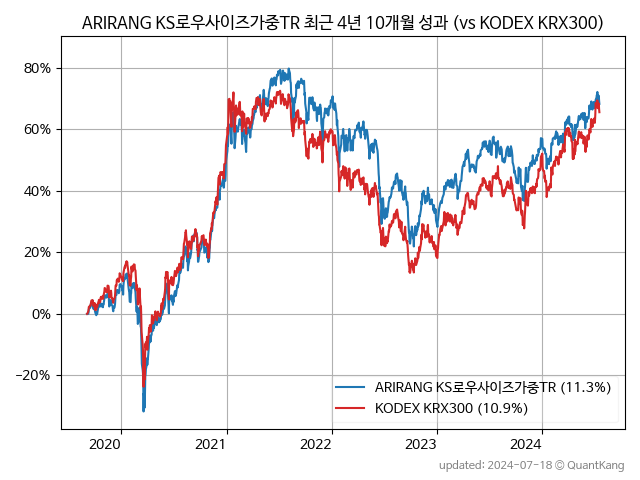 ARIRANG KS로우사이즈가중TR 최근 4년 10개월 성과 (vs KODEX KRX300)
80%
60%
40%
20%
0%
−20%
ARIRANG KS로우사이즈가중TR (11.3%)
KODEX KRX300 (10.9%)
2020 2021 2022 2023 2024
updated: 2024-07-18 © QuantKang